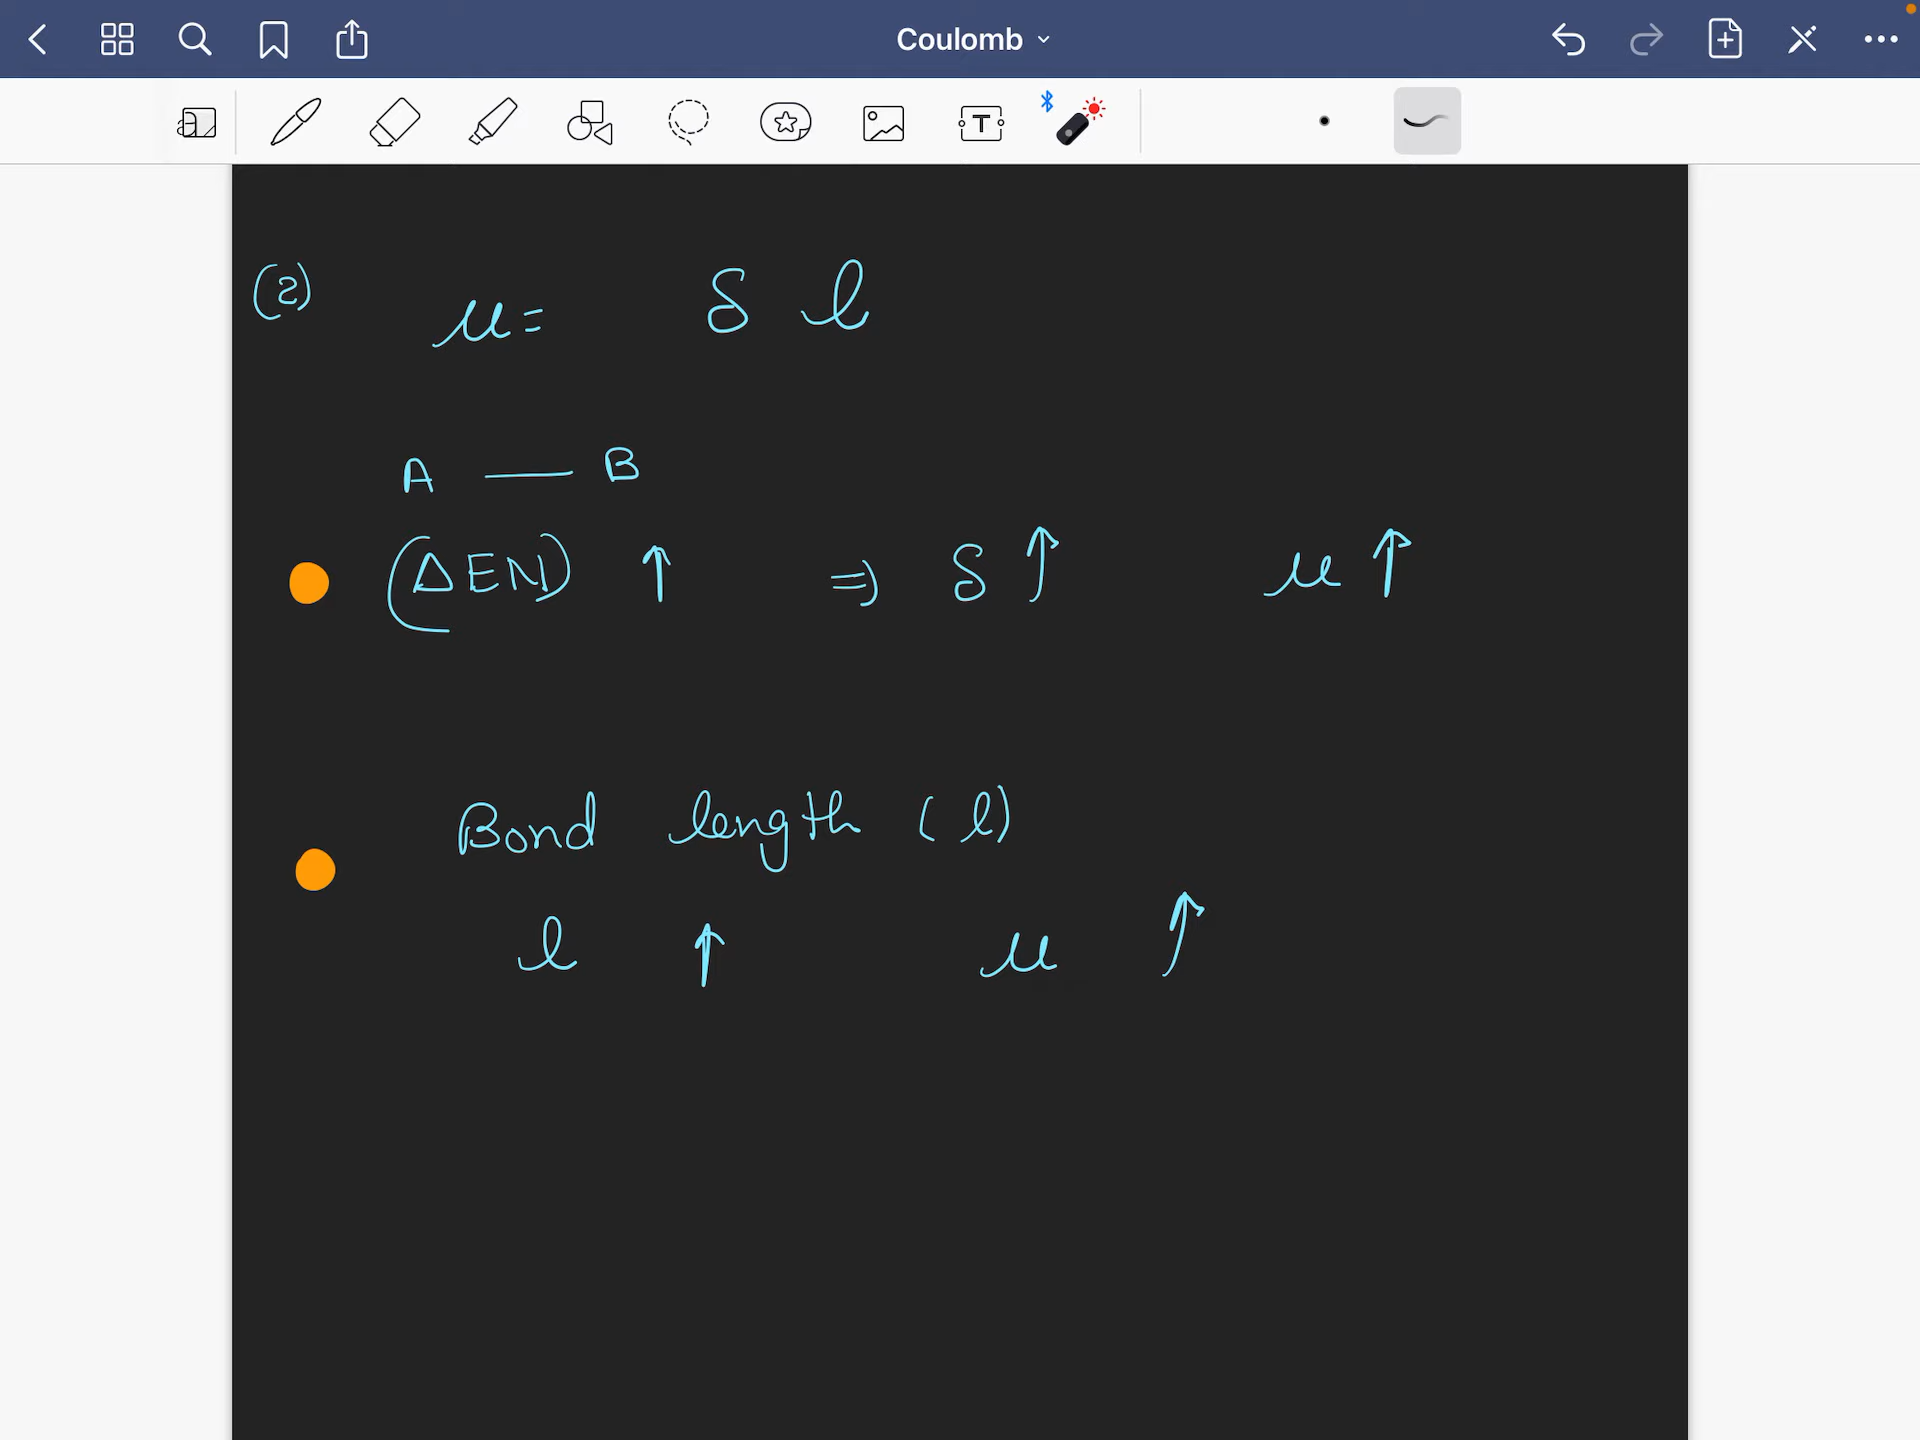 Coulomb
T
(2) μ = δ l
A — B
(ΔEN) ↑ ⇒ δ ↑ μ ↑
Bond length (l)
l ↑ μ ↑